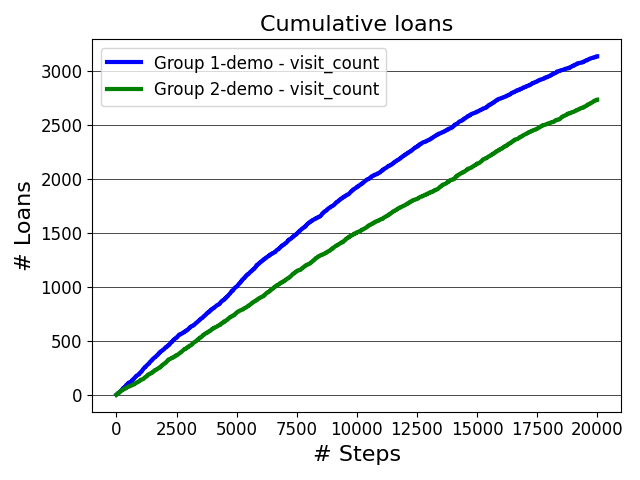 Cumulative loans
Group 1-demo - visit_count
Group 2-demo - visit_count
# Loans
3000
2500
2000
1500
1000
500
0
0 2500 5000 7500 10000 12500 15000 17500 20000
# Steps